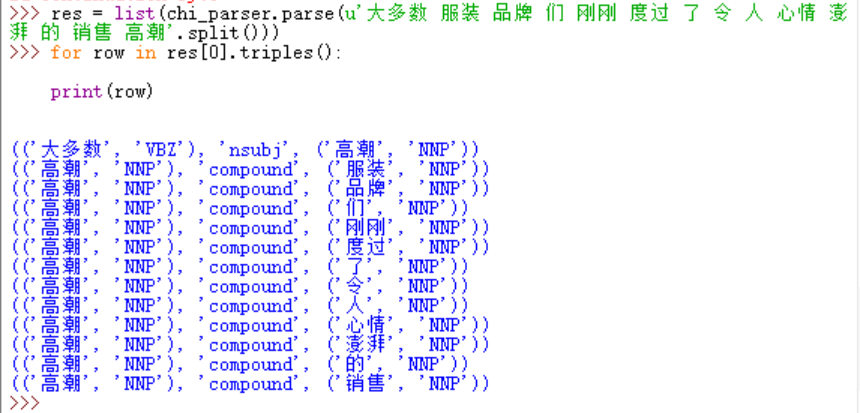 >>> res = list(chi_parser.parse(u'大多数 服装 品牌 们 刚刚 度过 了 令 人 心情 澎
湃 的 销售 高潮'.split()))
>>> for row in res[0].triples():
print(row)
(('大多数', 'VBZ'), 'nsubj', ('高潮', 'NNP'))
(('高潮', 'NNP'), 'compound', ('服装', 'NNP'))
(('高潮', 'NNP'), 'compound', ('品牌', 'NNP'))
(('高潮', 'NNP'), 'compound', ('们', 'NNP'))
(('高潮', 'NNP'), 'compound', ('刚刚', 'NNP'))
(('高潮', 'NNP'), 'compound', ('度过', 'NNP'))
(('高潮', 'NNP'), 'compound', ('了', 'NNP'))
(('高潮', 'NNP'), 'compound', ('令', 'NNP'))
(('高潮', 'NNP'), 'compound', ('人', 'NNP'))
(('高潮', 'NNP'), 'compound', ('心情', 'NNP'))
(('高潮', 'NNP'), 'compound', ('澎湃', 'NNP'))
(('高潮', 'NNP'), 'compound', ('的', 'NNP'))
(('高潮', 'NNP'), 'compound', ('销售', 'NNP'))
>>>